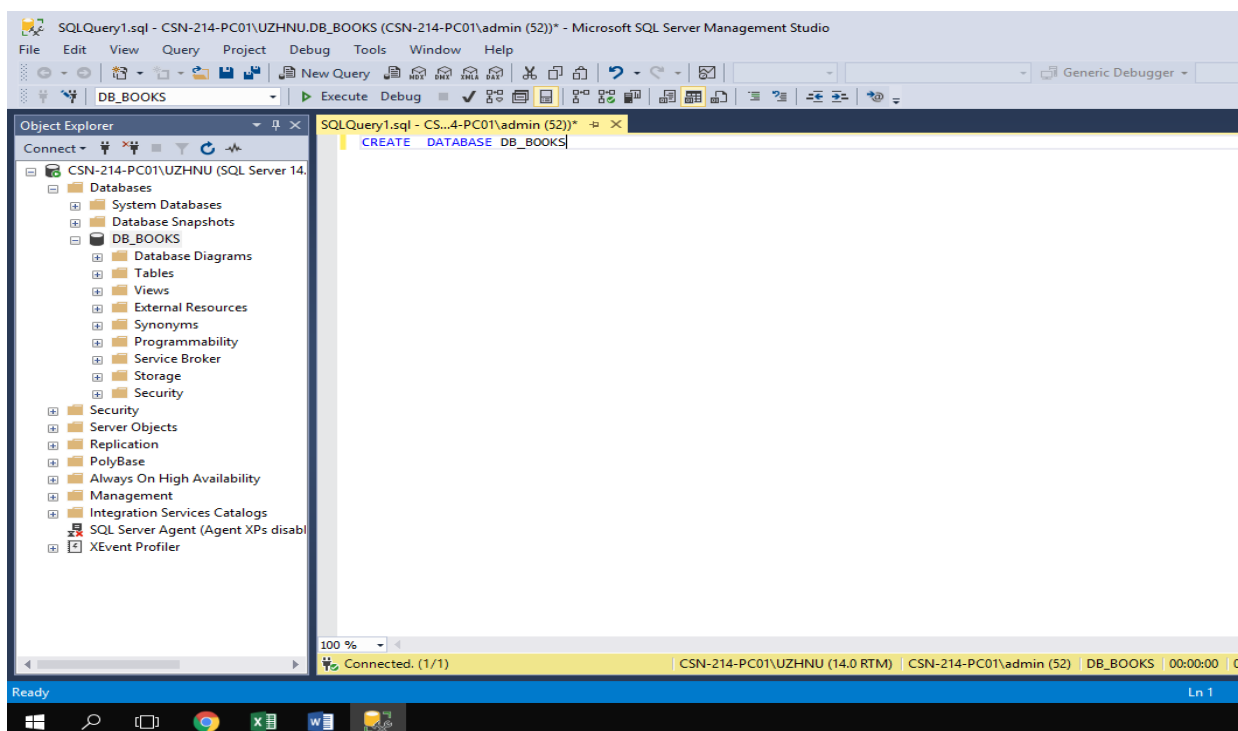 SQLQuery1.sql - CSN-214-PC01\UZHNU.DB_BOOKS (CSN-214-PC01\admin (52))* - Microsoft SQL Server Management Studio
File Edit View Query Project Debug Tools Window Help
New Query MDX DMX XMLA DAX Generic Debugger
DB_BOOKS Execute Debug
Object Explorer
SQLQuery1.sql - CS...4-PC01\admin (52))*
Connect
CREATE DATABASE DB_BOOKS
CSN-214-PC01\UZHNU (SQL Server 14.
Databases
System Databases
Database Snapshots
DB_BOOKS
Database Diagrams
Tables
Views
External Resources
Synonyms
Programmability
Service Broker
Storage
Security
Security
Server Objects
Replication
PolyBase
Always On High Availability
Management
Integration Services Catalogs
SQL Server Agent (Agent XPs disabl
XEvent Profiler
100 %
Connected. (1/1) CSN-214-PC01\UZHNU (14.0 RTM) CSN-214-PC01\admin (52) DB_BOOKS 00:00:00 0
Ready Ln 1